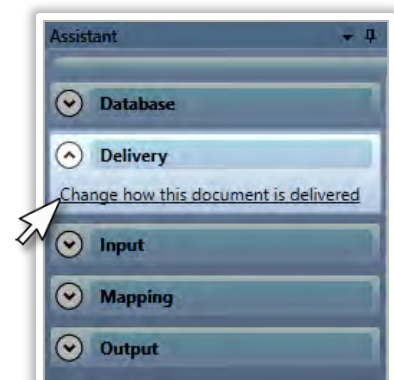 Assistant
Database
Delivery
Change how this document is delivered
Input
Mapping
Output